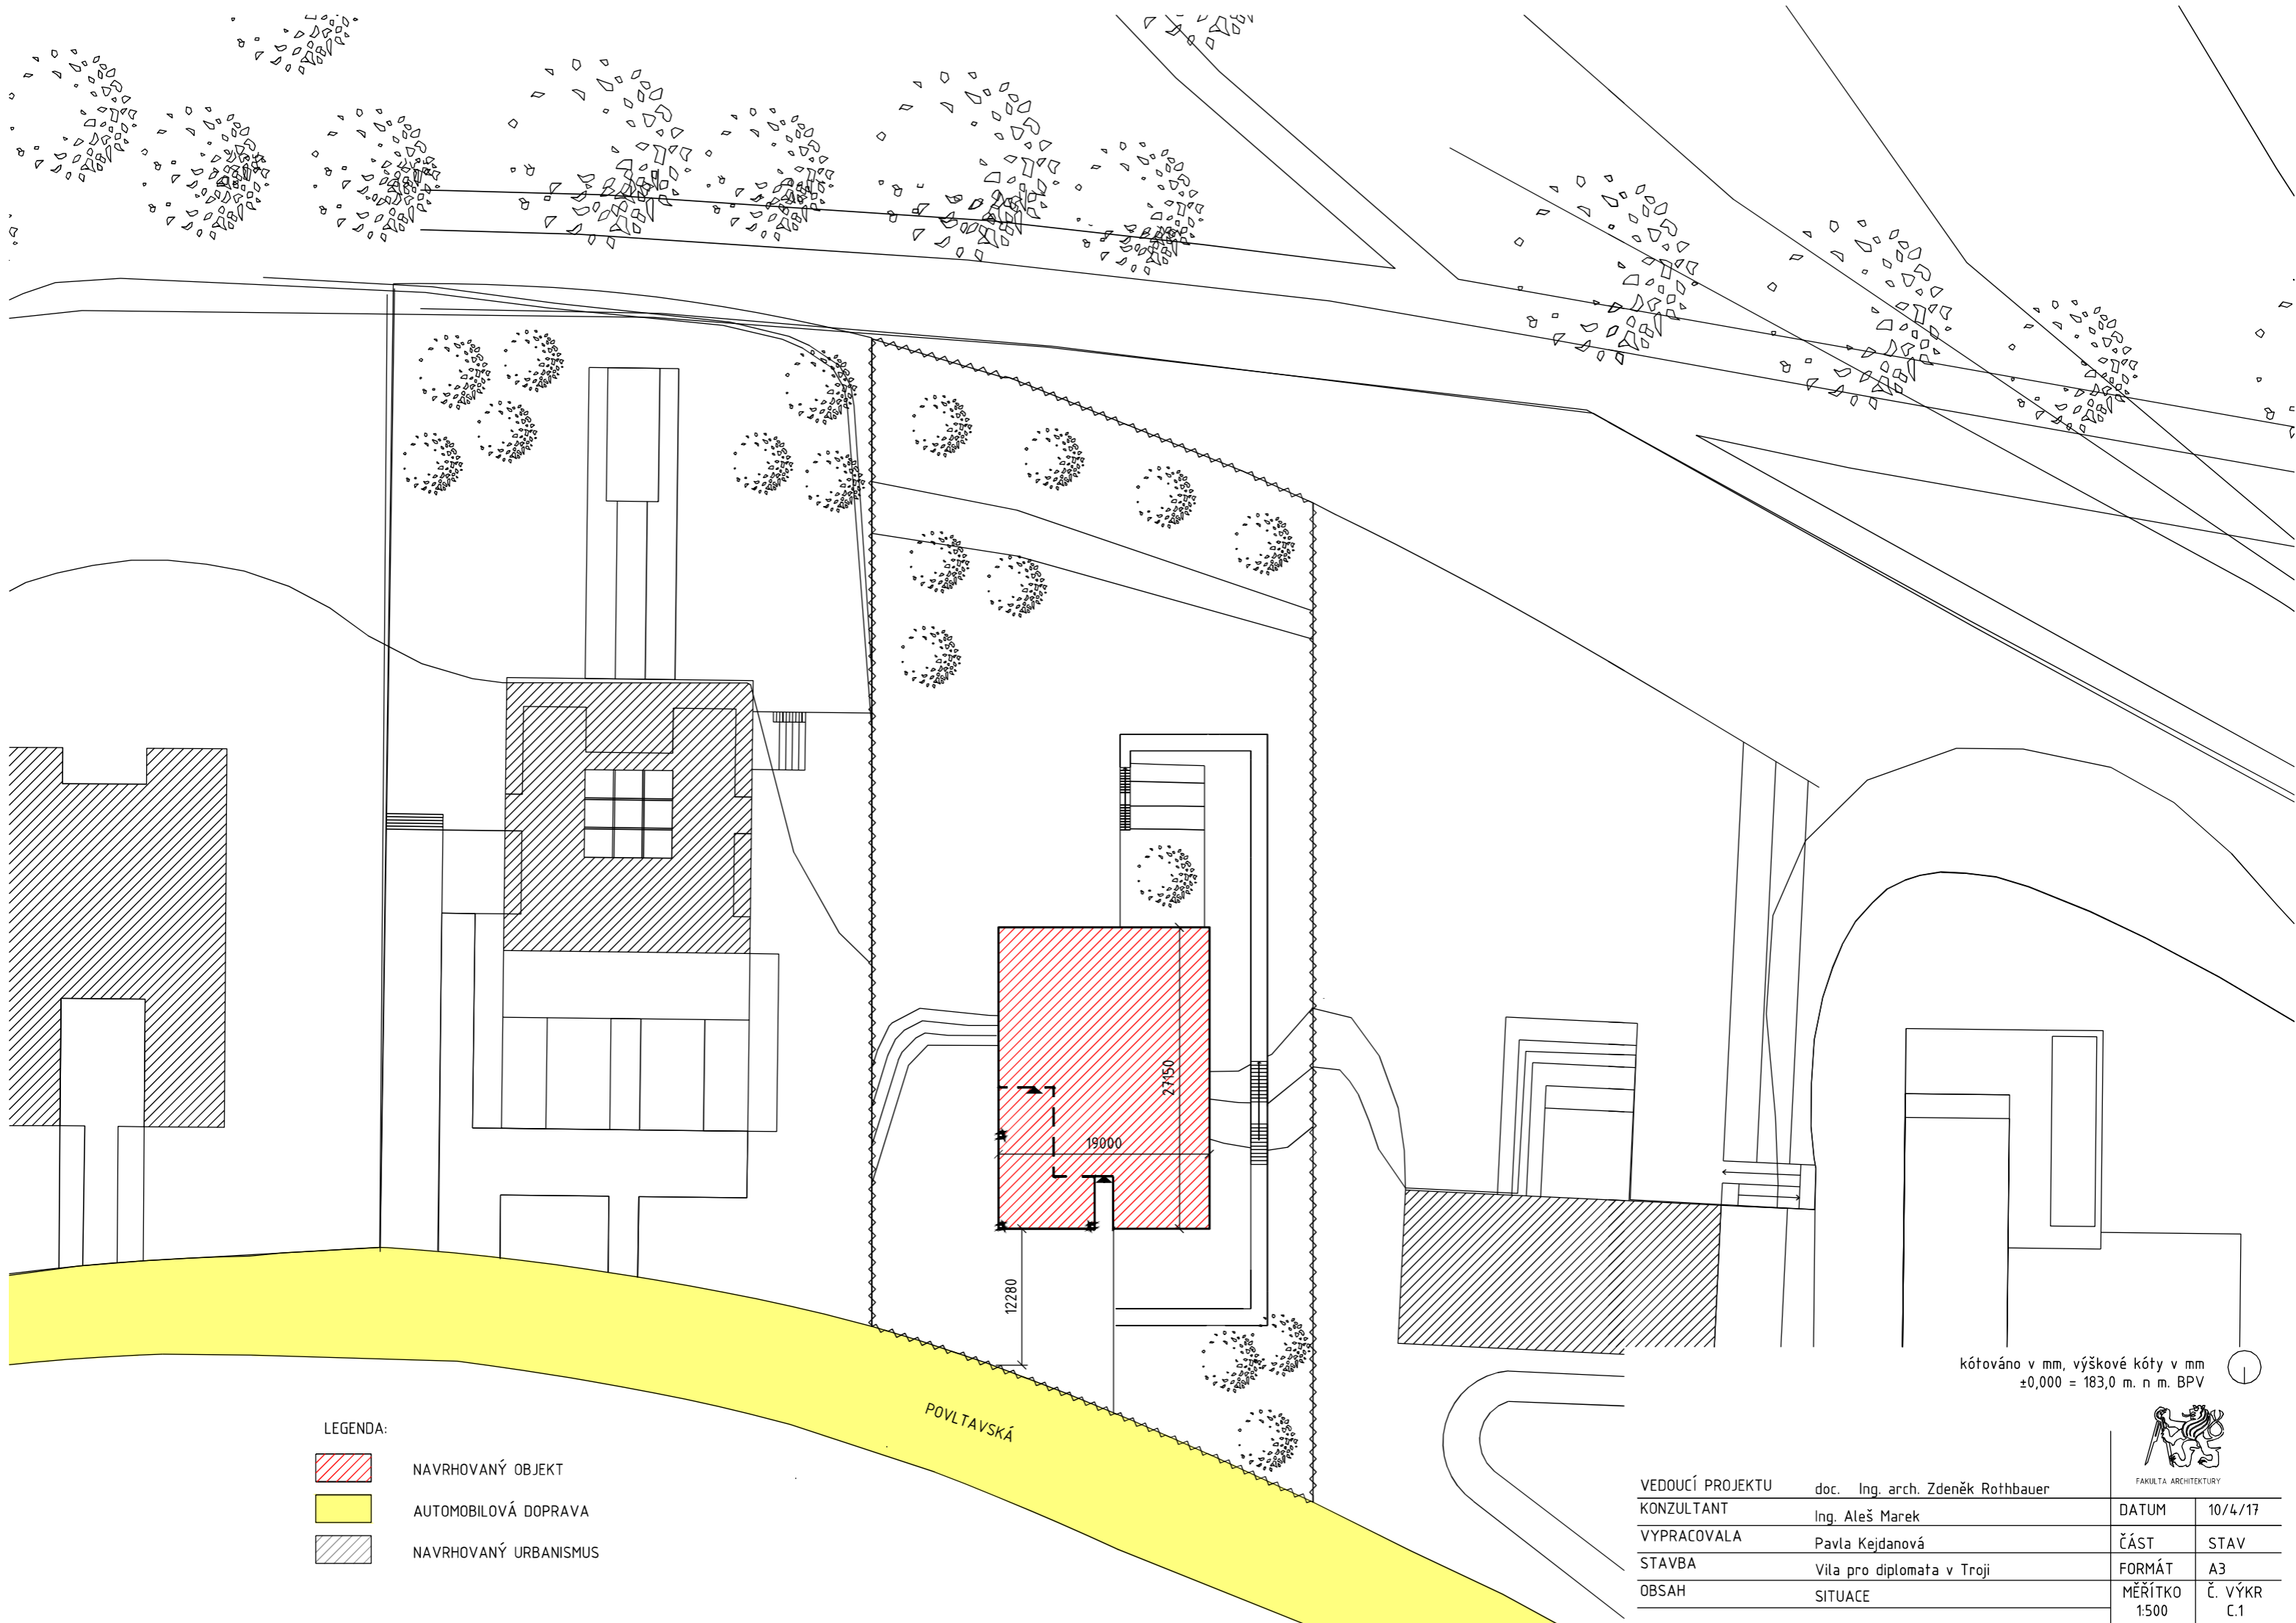 27150
19000
12280
POVLTAVSKÁ
kótováno v mm, výškové kóty v mm
±0,000 = 183,0 m. n m. BPV
LEGENDA:
NAVRHOVANÝ OBJEKT
AUTOMOBILOVÁ DOPRAVA
NAVRHOVANÝ URBANISMUS
FAKULTA ARCHITEKTURY
VEDOUCÍ PROJEKTU doc. Ing. arch. Zdeněk Rothbauer
KONZULTANT Ing. Aleš Marek DATUM 10/4/17
VYPRACOVALA Pavla Kejdanová ČÁST STAV
STAVBA Vila pro diplomata v Troji FORMÁT A3
OBSAH SITUACE MĚŘÍTKO Č. VÝKR
1:500 C.1